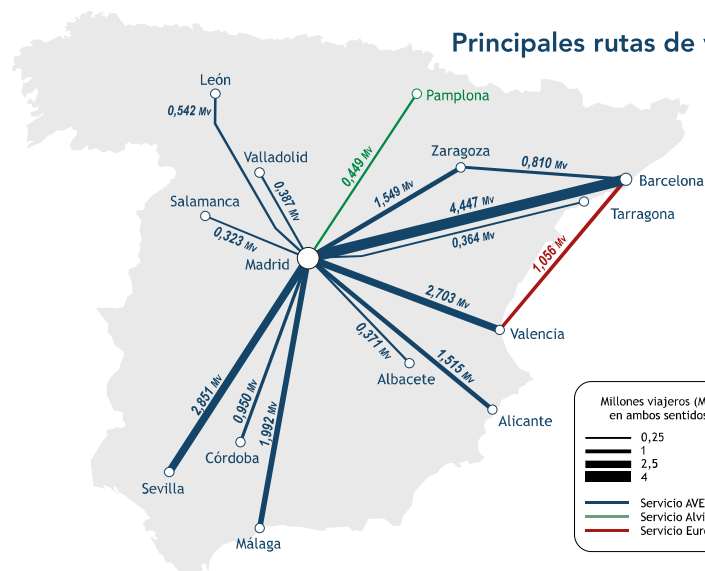 Principales rutas de
León
0,542 Mv
Pamplona
Valladolid
0,387 Mv
0,449 Mv
Zaragoza
0,810 Mv
Barcelona
Salamanca
0,323 Mv
1,549 Mv
4,447 Mv
Tarragona
0,364 Mv
Madrid
1,056 Mv
2,703 Mv
Valencia
0,371 Mv
Albacete
1,515 Mv
Alicante
2,851 Mv
0,950 Mv
1,992 Mv
Córdoba
Sevilla
Málaga
Millones viajeros (M
en ambos sentidos
0,25
1
2,5
4
Servicio AVE
Servicio Alvi
Servicio Eur